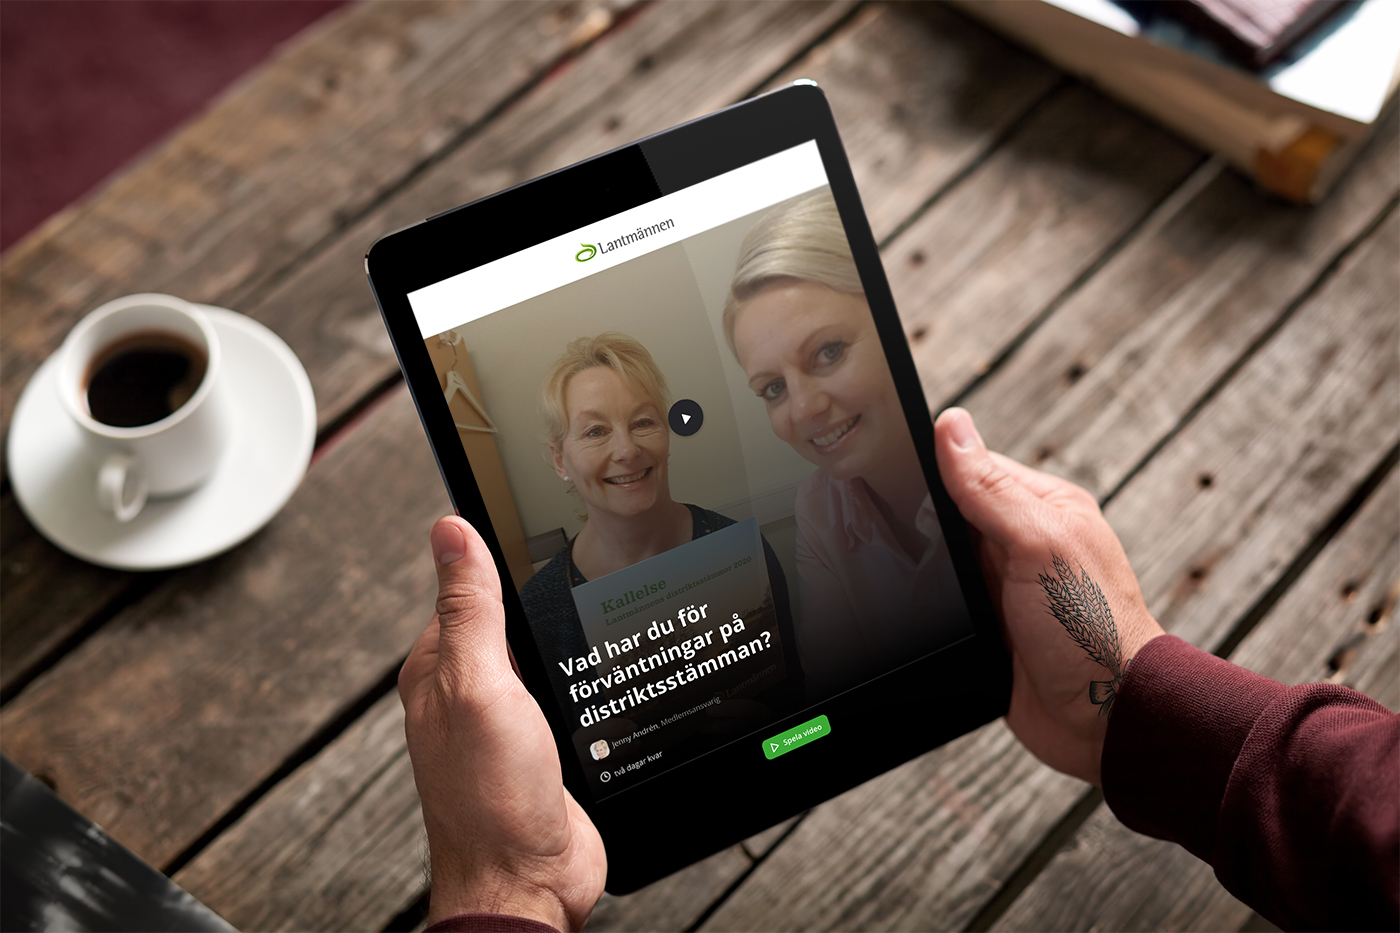 Lantmännen
Kallelse
Lantmännens distriktsstämmor 2020
Vad har du för
förväntningar på
distriktsstämman?
Jenny Andrén, Medlemsansvarig
två dagar kvar
Spela video
Lantmännen